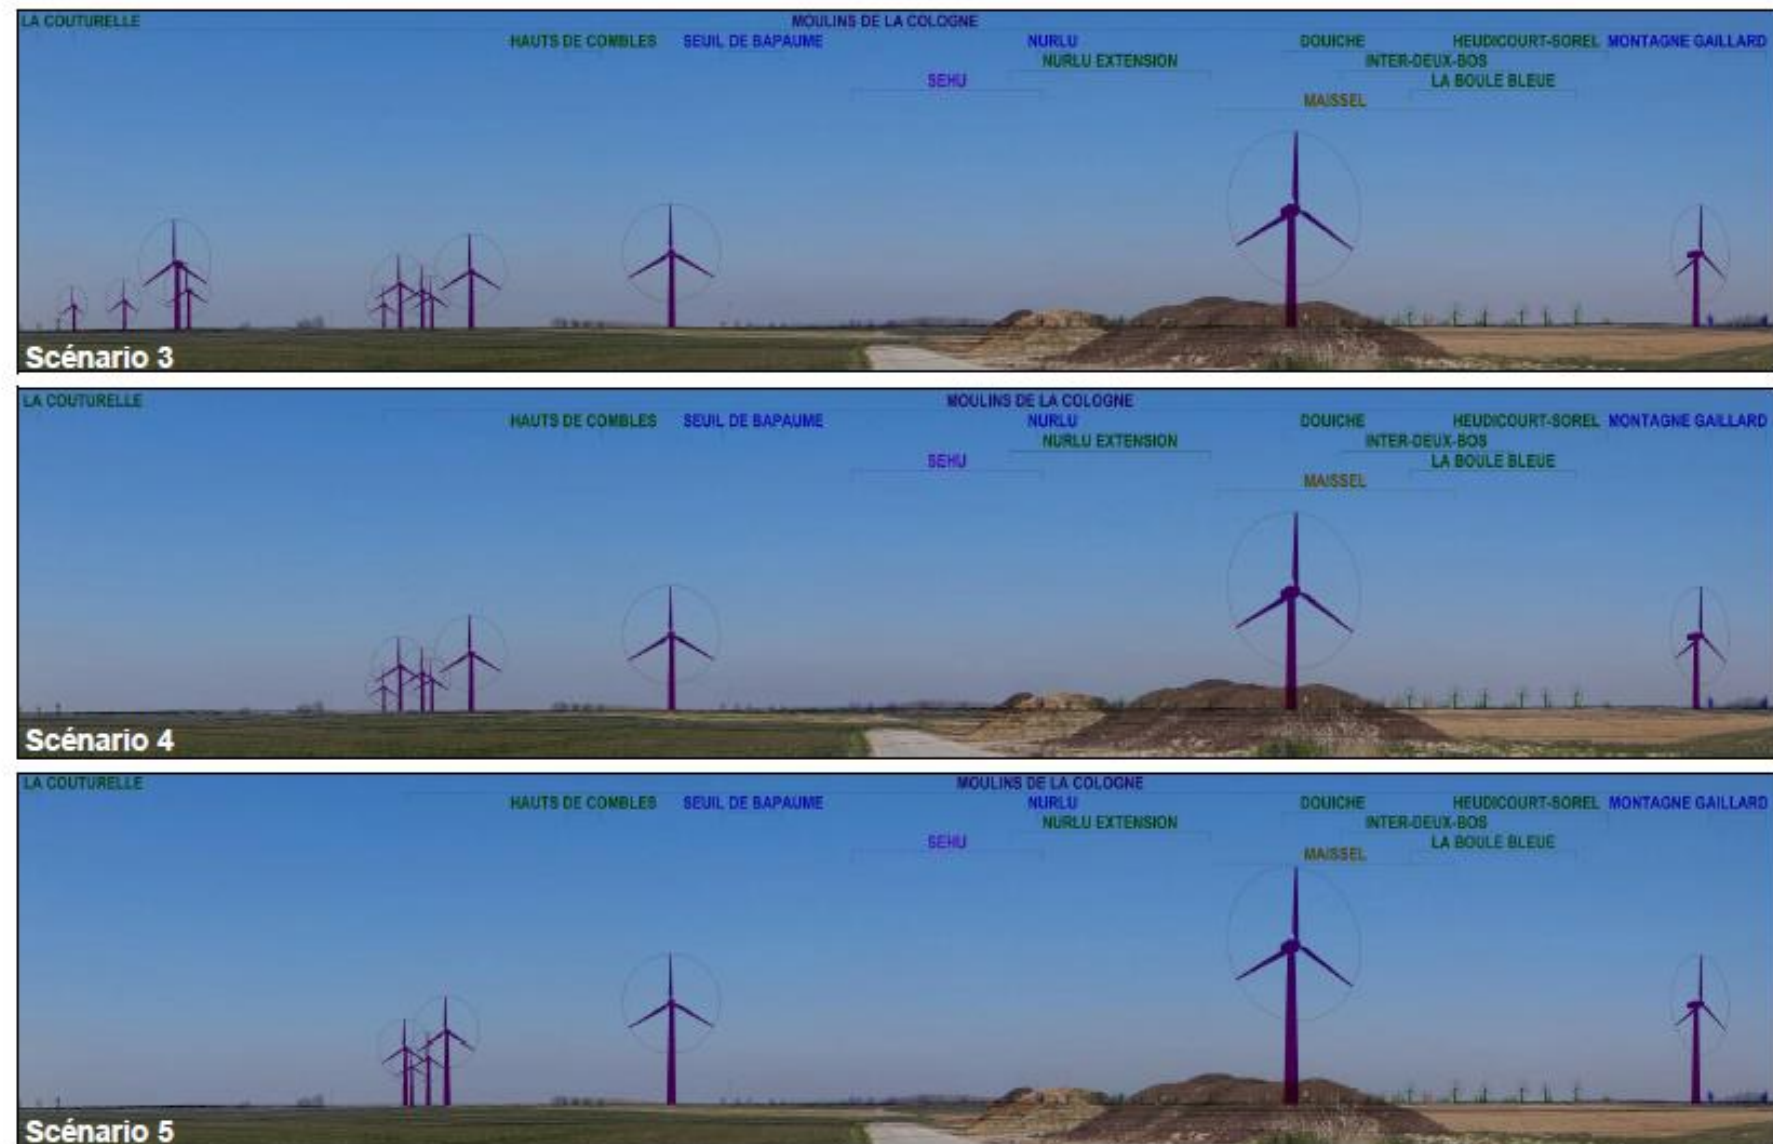 LA COUTURELLE MOULINS DE LA COLOGNE
HAUTS DE COMBLES SEUIL DE BAPAUME NURLU DOUICHE HEUDICOURT-SOREL MONTAGNE GAILLARD
NURLU EXTENSION INTER-DEUX-BOS
SEHU LA BOULE BLEUE
MAISSEL
Scénario 3
LA COUTURELLE MOULINS DE LA COLOGNE
HAUTS DE COMBLES SEUIL DE BAPAUME NURLU DOUICHE HEUDICOURT-SOREL MONTAGNE GAILLARD
NURLU EXTENSION INTER-DEUX-BOS
SEHU LA BOULE BLEUE
MAISSEL
Scénario 4
LA COUTURELLE MOULINS DE LA COLOGNE
HAUTS DE COMBLES SEUIL DE BAPAUME NURLU DOUICHE HEUDICOURT-SOREL MONTAGNE GAILLARD
NURLU EXTENSION INTER-DEUX-BOS
SEHU LA BOULE BLEUE
MAISSEL
Scénario 5